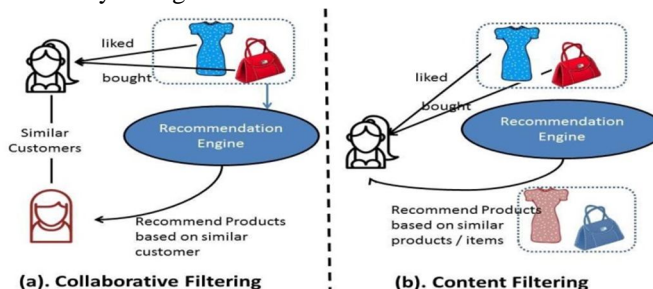 liked
bought
Similar
Customers
Recommendation
Engine
Recommend Products
based on similar
customer
(a). Collaborative Filtering
liked
bought
Recommendation
Engine
Recommend Products
based on similar
products / items
(b). Content Filtering